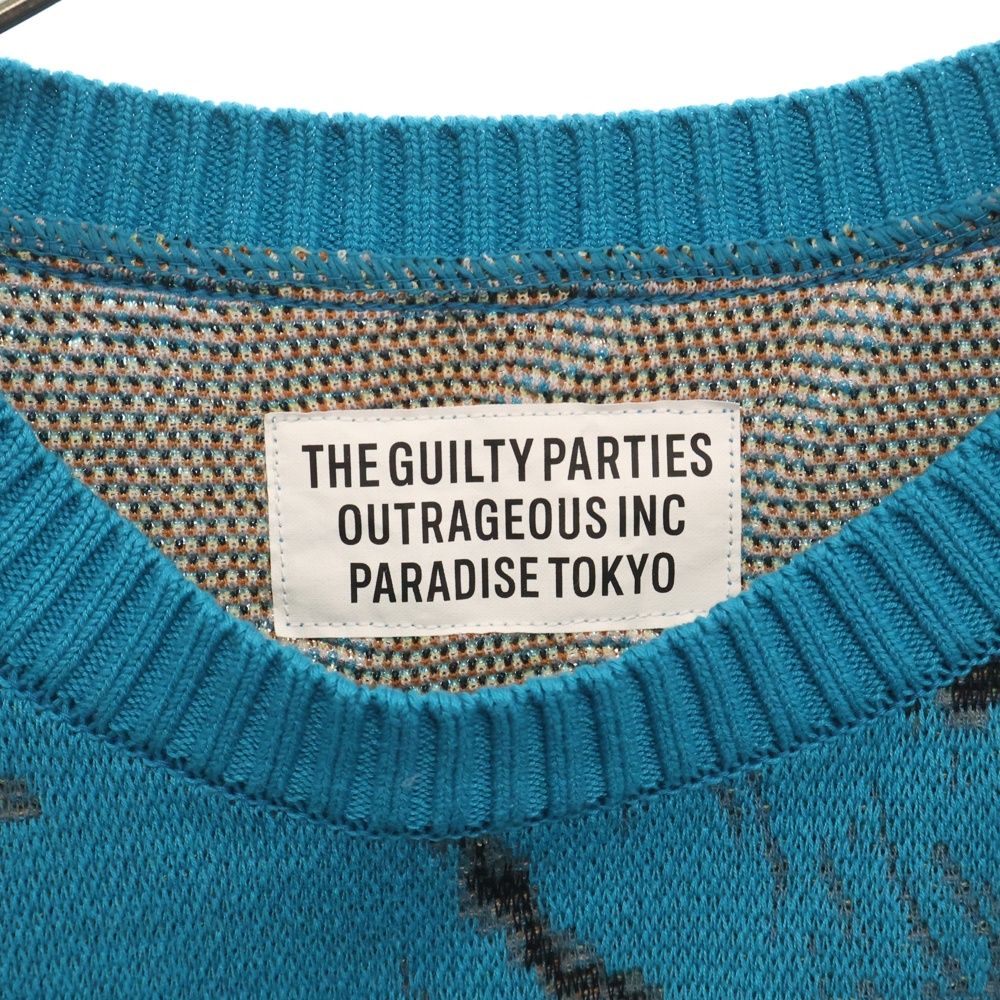 THE GUILTY PARTIES
OUTRAGEOUS INC
PARADISE TOKYO